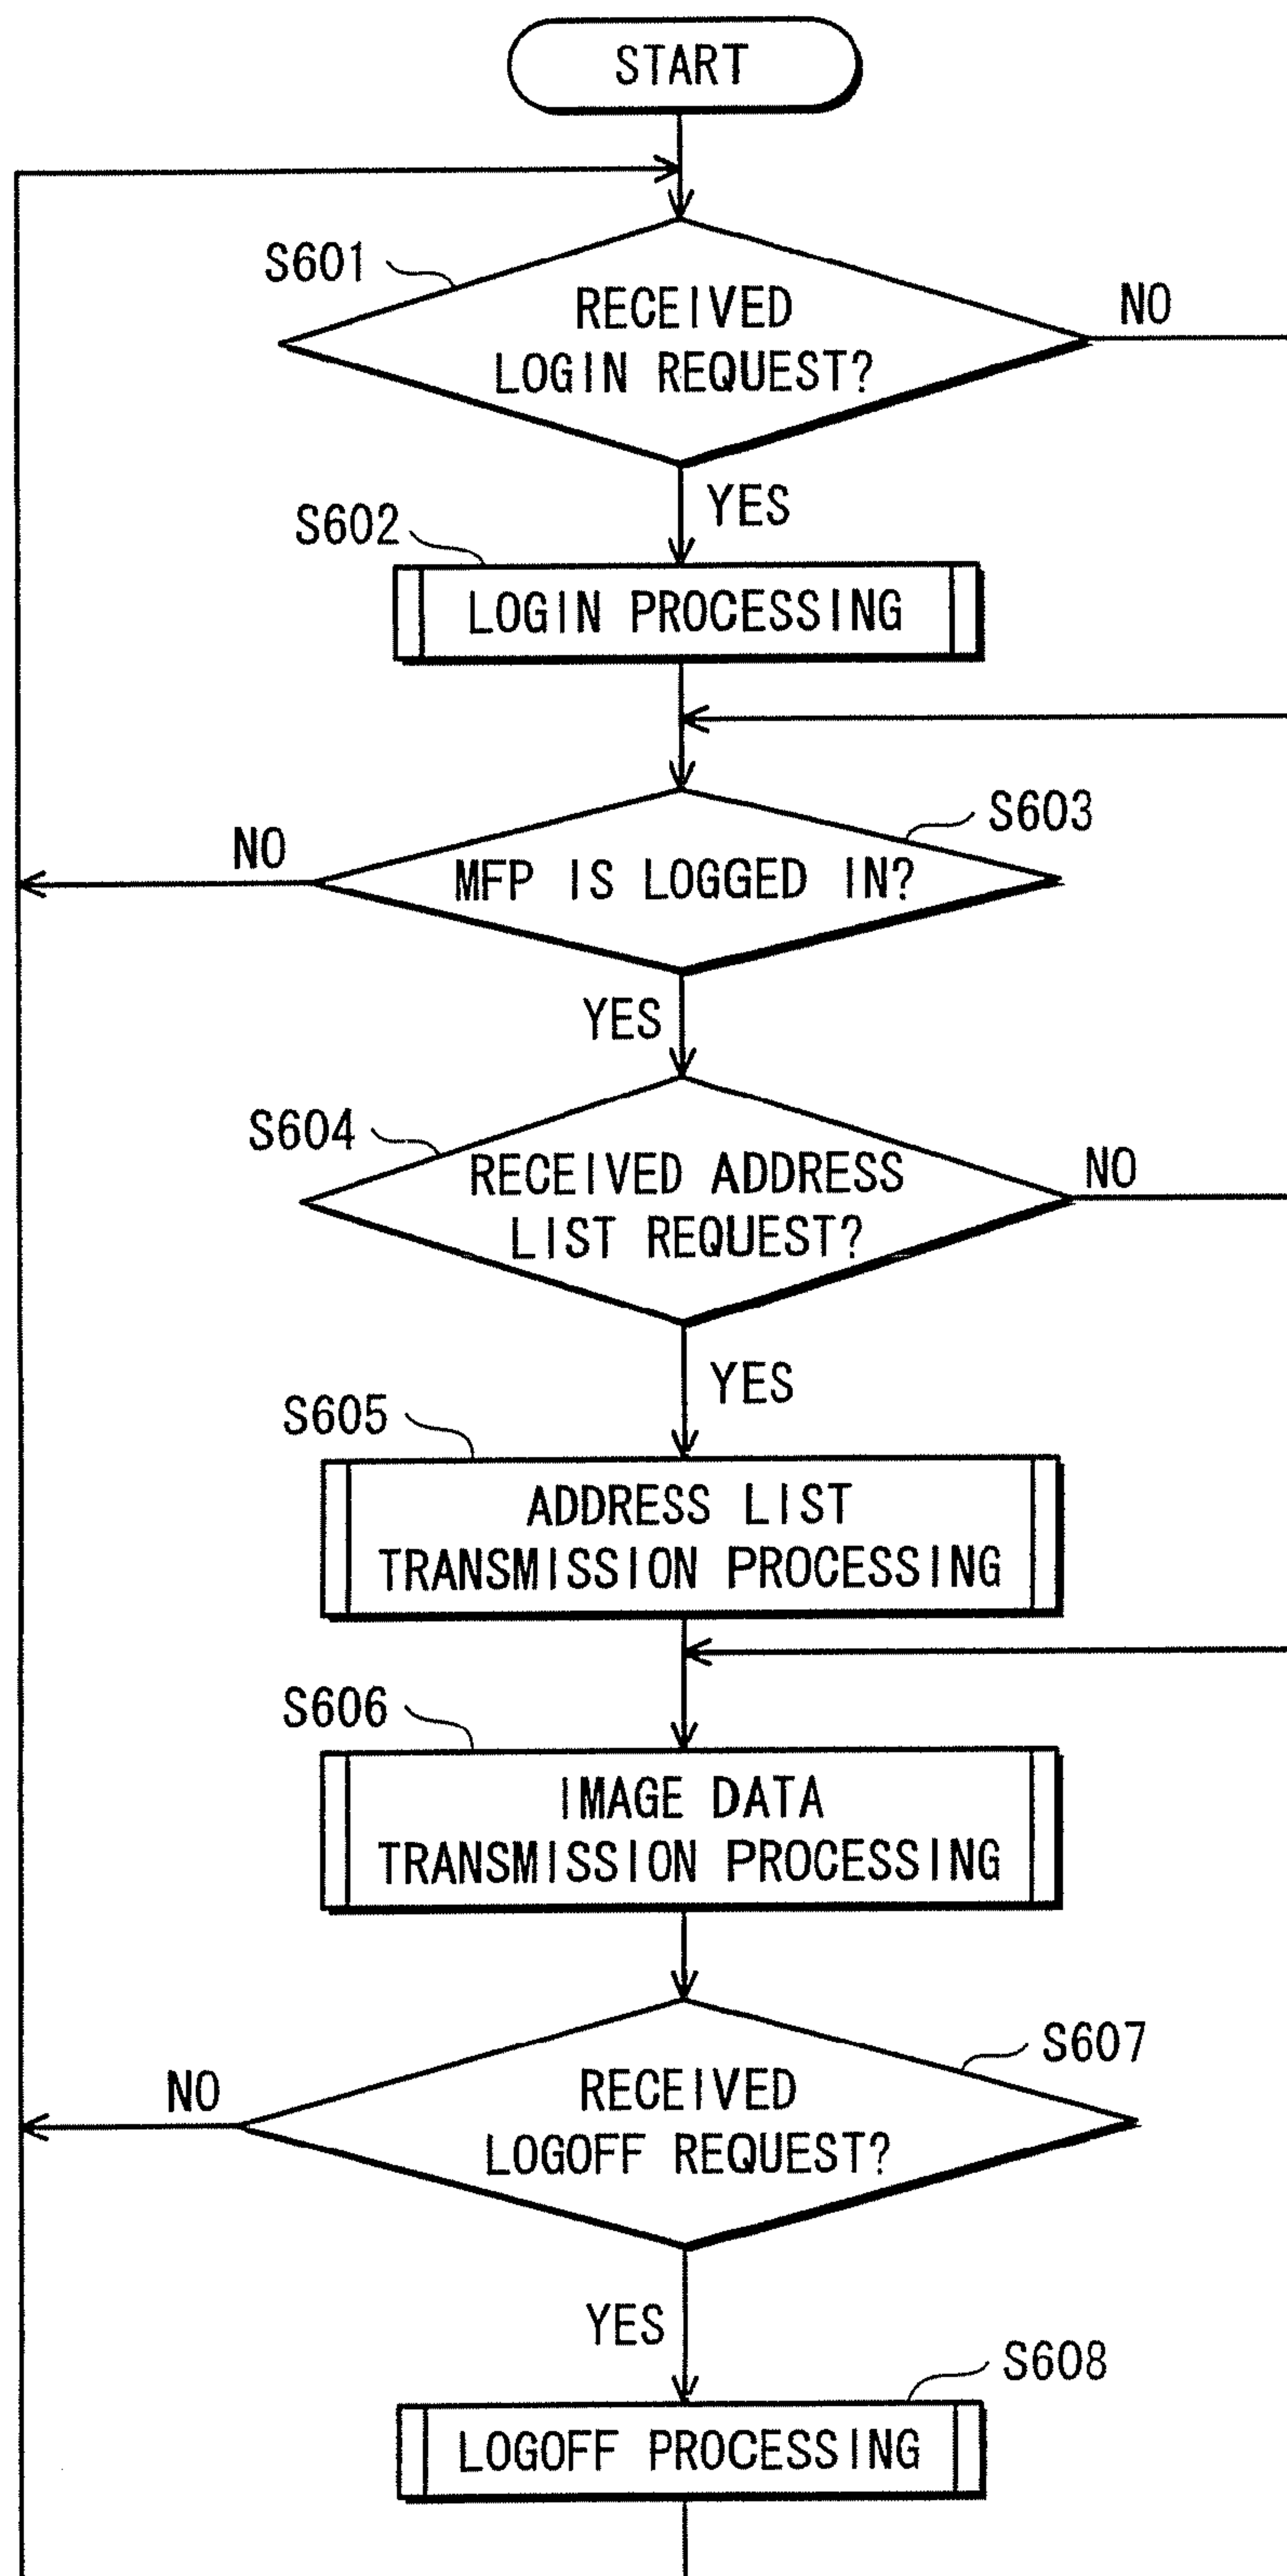 START
S601
RECEIVED
LOGIN REQUEST?
NO
YES
S602
LOGIN PROCESSING
S603
NO
MFP IS LOGGED IN?
YES
S604
RECEIVED ADDRESS
LIST REQUEST?
NO
YES
S605
ADDRESS LIST
TRANSMISSION PROCESSING
S606
IMAGE DATA
TRANSMISSION PROCESSING
S607
NO
RECEIVED
LOGOFF REQUEST?
YES
S608
LOGOFF PROCESSING